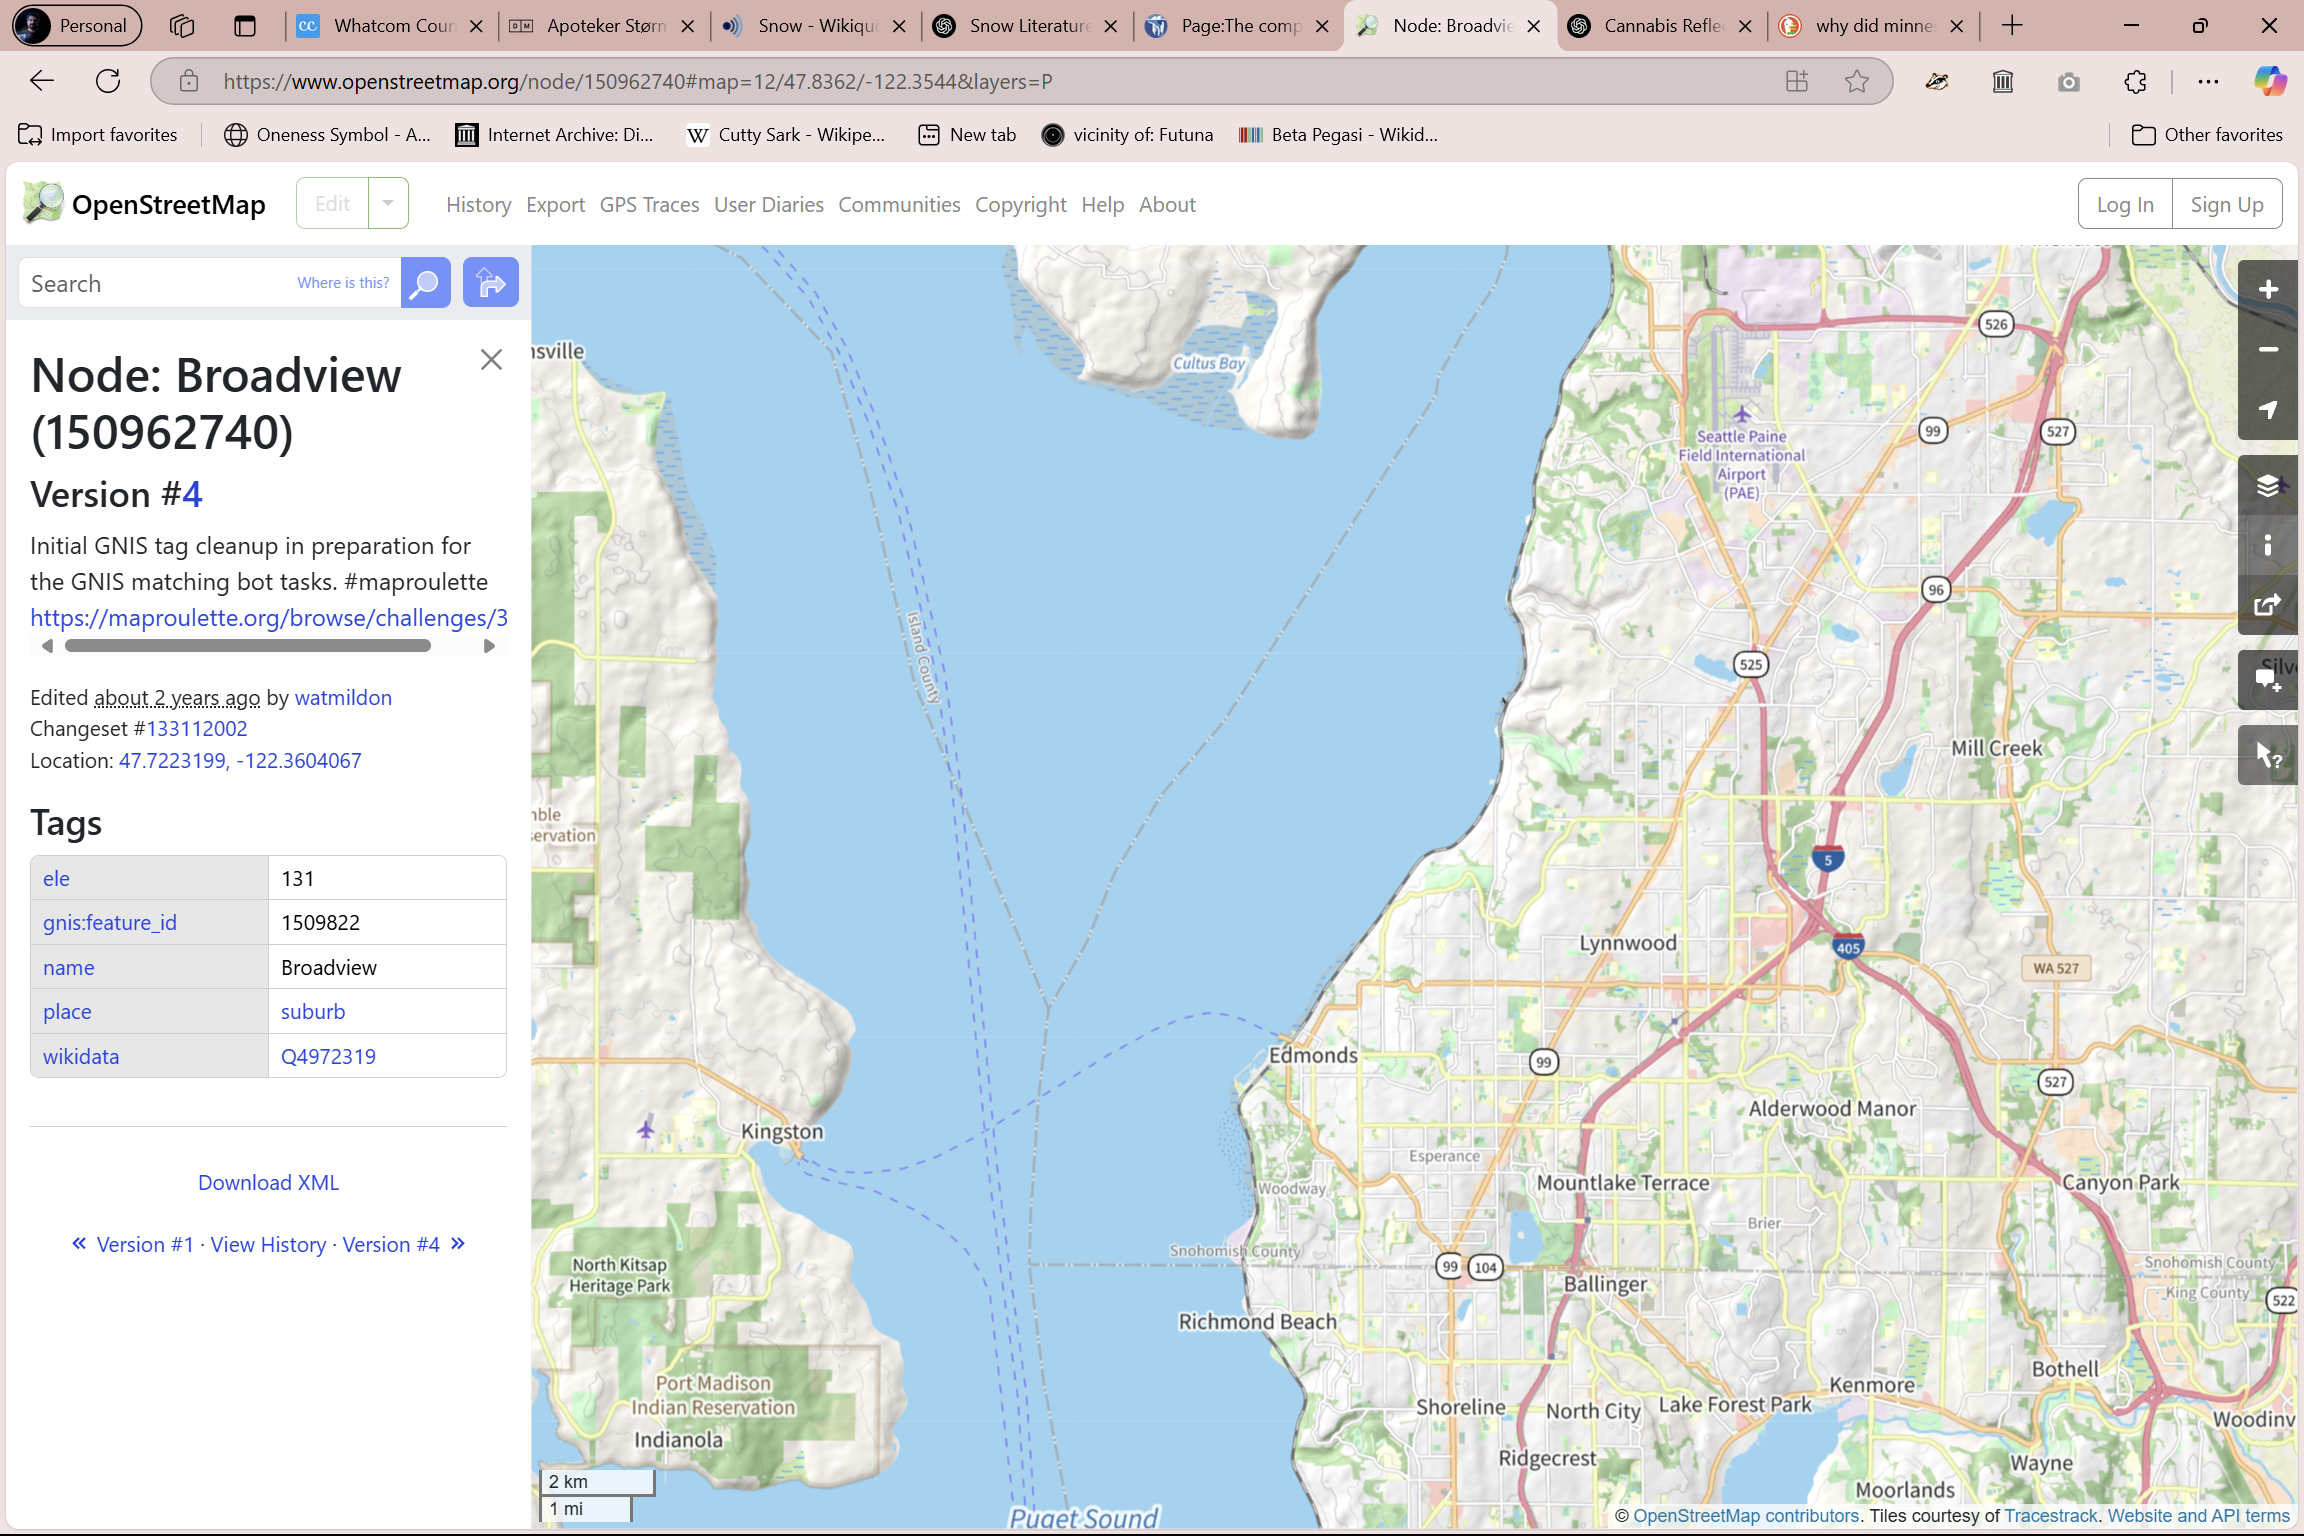 Personal
Whatcom Coun
Apoteker Størm
Snow - Wikiqu
Snow Literature
Page:The comp
Node: Broadvie
Cannabis Reflec
why did minne
https://www.openstreetmap.org/node/150962740#map=12/47.8362/-122.3544&layers=P
Import favorites
Oneness Symbol - A...
Internet Archive: Di...
Cutty Sark - Wikipe...
New tab
vicinity of: Futuna
Beta Pegasi - Wikid...
Other favorites
OpenStreetMap
Edit
History
Export
GPS Traces
User Diaries
Communities
Copyright
Help
About
Log In
Sign Up
Search
Where is this?
Node: Broadview
(150962740)
Version #4
Initial GNIS tag cleanup in preparation for
the GNIS matching bot tasks. #maproulette
https://maproulette.org/browse/challenges/3
Edited about 2 years ago by watmildon
Changeset #133112002
Location: 47.7223199, -122.3604067
Tags
ele 131
gnis:feature_id 1509822
name Broadview
place suburb
wikidata Q4972319
Download XML
« Version #1 · View History · Version #4 »
nsville
Cultus Bay
526
99
527
Seattle Paine
Field International
Airport
(PAE)
96
525
Island County
Silv
Mill Creek
mble
ervation
5
Lynnwood
405
WA 527
Edmonds
99
527
Alderwood Manor
Kingston
Esperance
Woodway
Mountlake Terrace
Canyon Park
Brier
Snohomish County
99
104
Ballinger
Snohomish County
King County
522
North Kitsap
Heritage Park
Richmond Beach
Port Madison
Indian Reservation
Indianola
Shoreline
North City
Lake Forest Park
Kenmore
Bothell
Woodinv
Ridgecrest
Wayne
Moorlands
2 km
1 mi
Puget Sound
© OpenStreetMap contributors. Tiles courtesy of Tracestrack. Website and API terms